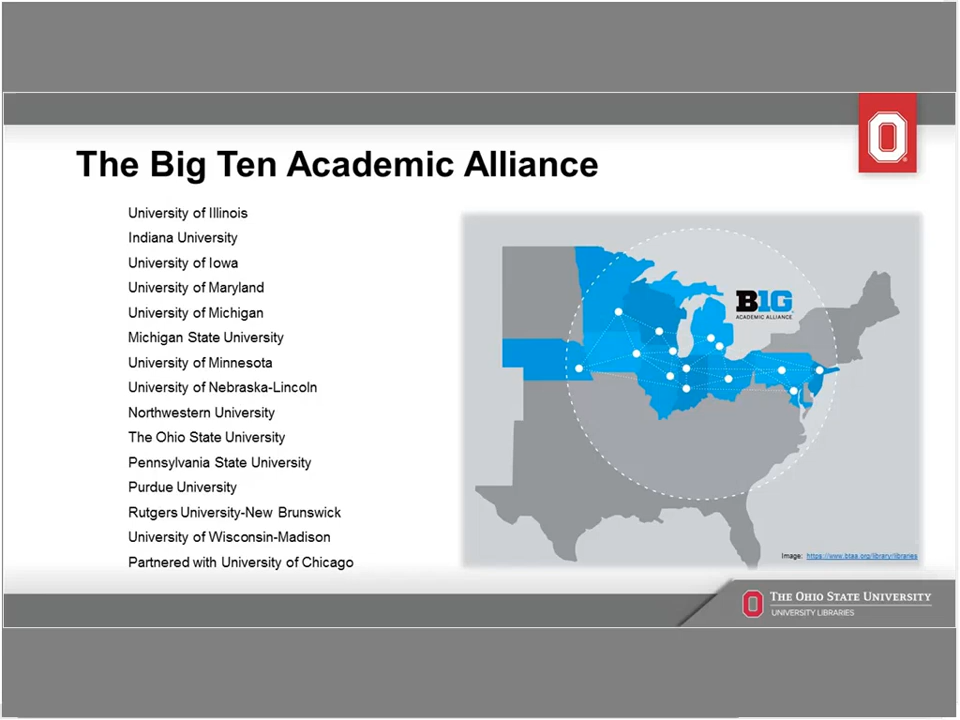 The Big Ten Academic Alliance
University of Illinois
Indiana University
University of Iowa
University of Maryland
University of Michigan
Michigan State University
University of Minnesota
University of Nebraska-Lincoln
Northwestern University
The Ohio State University
Pennsylvania State University
Purdue University
Rutgers University-New Brunswick
University of Wisconsin-Madison
Partnered with University of Chicago
B1G
ACADEMIC ALLIANCE
Image: https://www.btaa.org/library/libraries
THE OHIO STATE UNIVERSITY
UNIVERSITY LIBRARIES